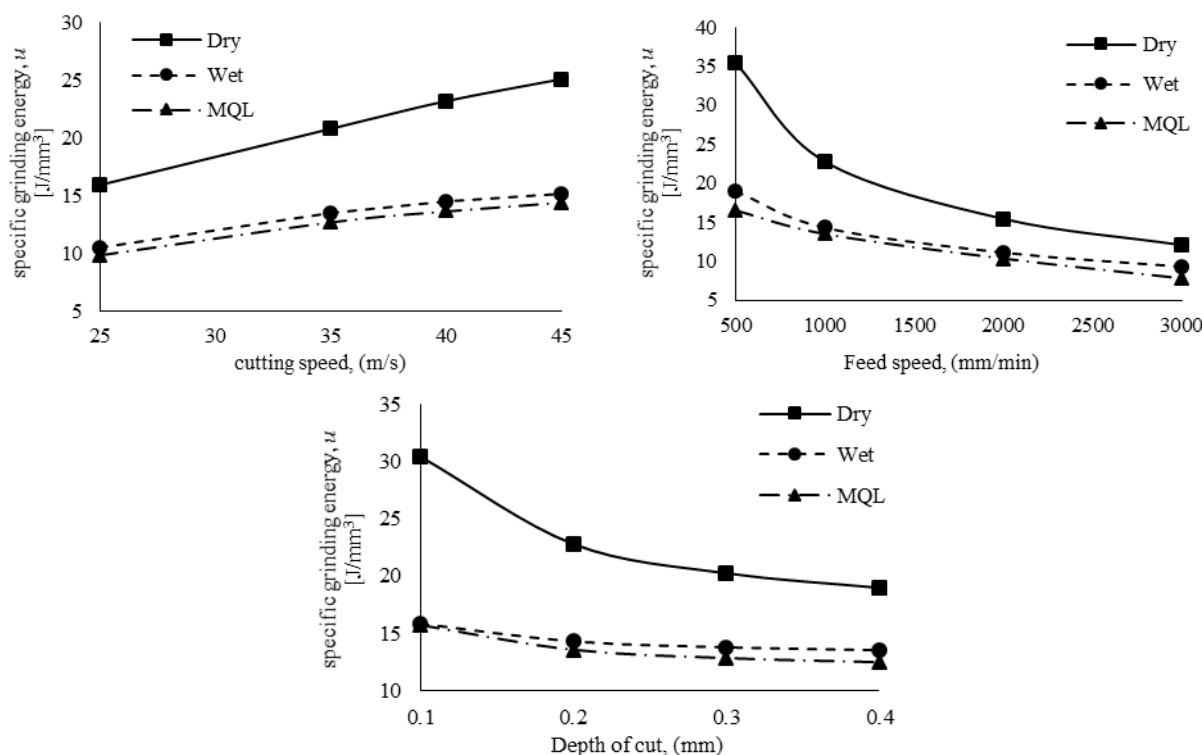 specific grinding energy, u
[J/mm³]
30
25
20
15
10
5
Dry
Wet
MQL
25
30
35
40
45
cutting speed, (m/s)
specific grinding energy, u
[J/mm³]
40
35
30
25
20
15
10
5
Dry
Wet
MQL
500
1000
1500
2000
2500
3000
Feed speed, (mm/min)
specific grinding energy, u
[J/mm³]
35
30
25
20
15
10
Dry
Wet
MQL
0.1
0.2
0.3
0.4
Depth of cut, (mm)